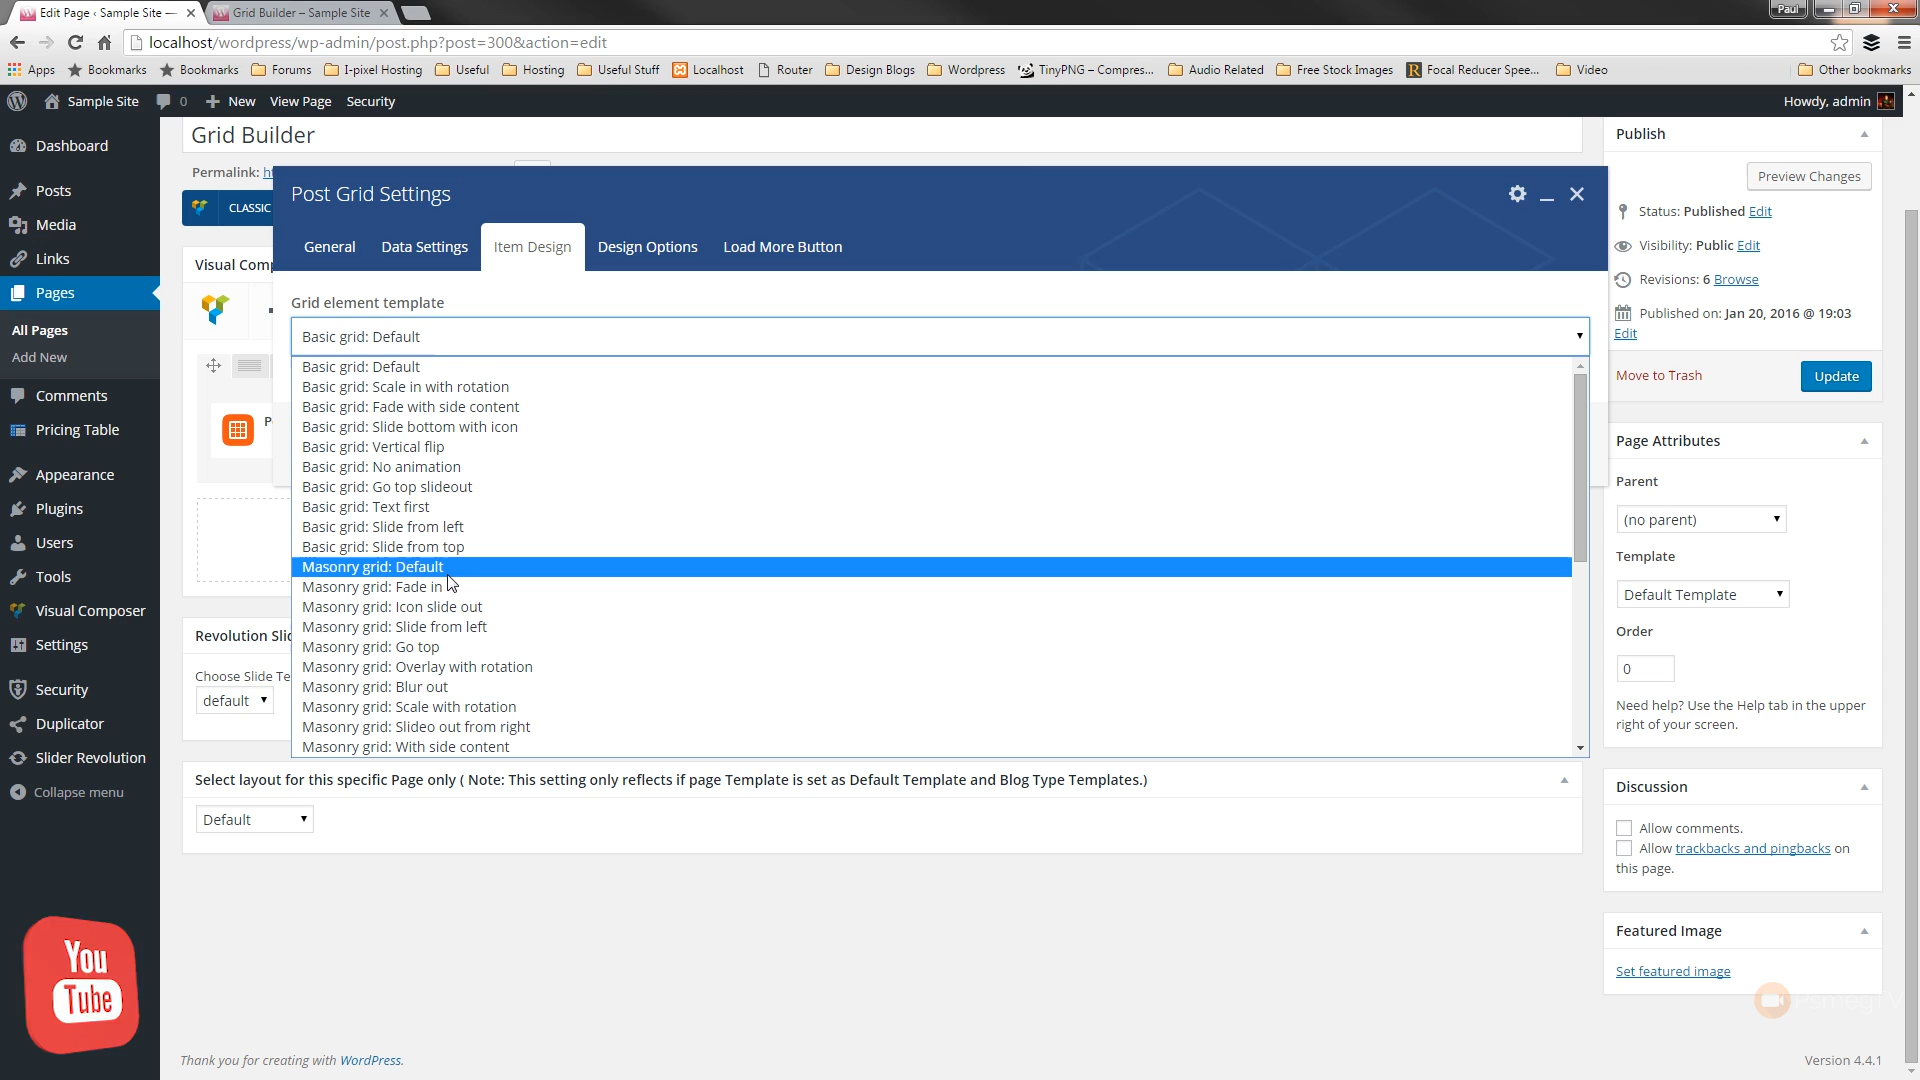 Edit Page ‹ Sample Site —
Grid Builder – Sample Site
Paul
localhost/wordpress/wp-admin/post.php?post=300&action=edit
Apps
Bookmarks
Bookmarks
Forums
I-pixel Hosting
Useful
Hosting
Useful Stuff
Localhost
Router
Design Blogs
Wordpress
TinyPNG – Compres...
Audio Related
Free Stock Images
Focal Reducer Spee...
Video
Other bookmarks
Sample Site
0
New
View Page
Security
Howdy, admin
Dashboard
Posts
Media
Links
Pages
All Pages
Add New
Comments
Pricing Table
Appearance
Plugins
Users
Tools
Visual Composer
Settings
Security
Duplicator
Slider Revolution
Collapse menu
You
Tube
Grid Builder
Permalink:
CLASSIC
Visual Comp
Post Grid Settings
General
Data Settings
Item Design
Design Options
Load More Button
Grid element template
Basic grid: Default
Basic grid: Default
Basic grid: Scale in with rotation
Basic grid: Fade with side content
Basic grid: Slide bottom with icon
Basic grid: Vertical flip
Basic grid: No animation
Basic grid: Go top slideout
Basic grid: Text first
Basic grid: Slide from left
Basic grid: Slide from top
Masonry grid: Default
Masonry grid: Fade in
Masonry grid: Icon slide out
Masonry grid: Slide from left
Masonry grid: Go top
Masonry grid: Overlay with rotation
Masonry grid: Blur out
Masonry grid: Scale with rotation
Masonry grid: Slideo out from right
Masonry grid: With side content
Revolution Slid
Choose Slide Te
default
Select layout for this specific Page only ( Note: This setting only reflects if page Template is set as Default Template and Blog Type Templates.)
Default
Publish
Preview Changes
Status: Published Edit
Visibility: Public Edit
Revisions: 6 Browse
Published on: Jan 20, 2016 @ 19:03
Edit
Move to Trash
Update
Page Attributes
Parent
(no parent)
Template
Default Template
Order
0
Need help? Use the Help tab in the upper
right of your screen.
Discussion
Allow comments.
Allow trackbacks and pingbacks on
this page.
Featured Image
Set featured image
Thank you for creating with WordPress.
Version 4.4.1